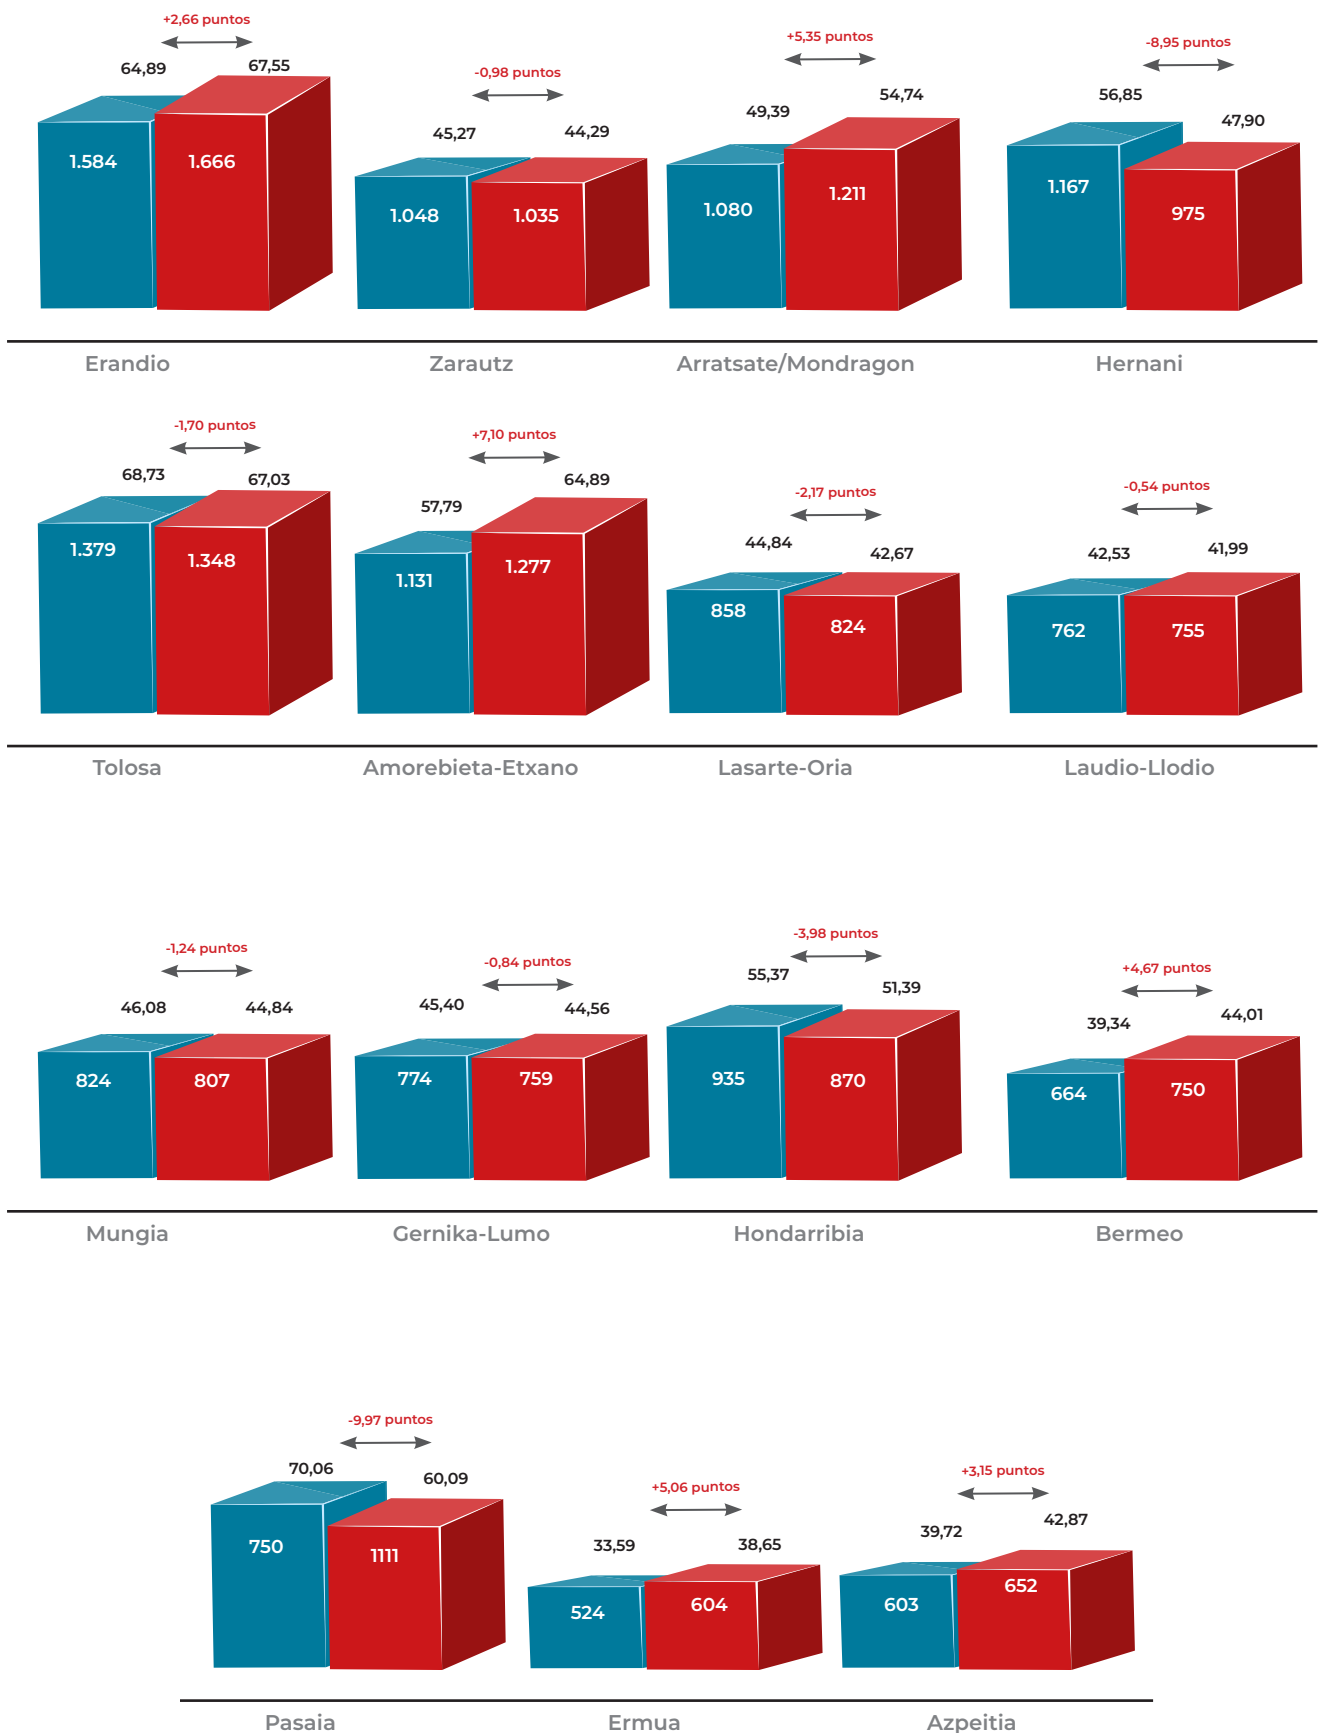 +2,66 puntos
64,89 67,55
1.584 1.666
-0,98 puntos
45,27 44,29
1.048 1.035
+5,35 puntos
49,39 54,74
1.080 1.211
-8,95 puntos
56,85 47,90
1.167 975
Erandio Zarautz Arratsate/Mondragon Hernani
-1,70 puntos
68,73 67,03
1.379 1.348
+7,10 puntos
57,79 64,89
1.131 1.277
-2,17 puntos
44,84 42,67
858 824
-0,54 puntos
42,53 41,99
762 755
Tolosa Amorebieta-Etxano Lasarte-Oria Laudio-Llodio
-1,24 puntos
46,08 44,84
824 807
-0,84 puntos
45,40 44,56
774 759
-3,98 puntos
55,37 51,39
935 870
+4,67 puntos
39,34 44,01
664 750
Mungia Gernika-Lumo Hondarribia Bermeo
-9,97 puntos
70,06 60,09
750 1111
+5,06 puntos
33,59 38,65
524 604
+3,15 puntos
39,72 42,87
603 652
Pasaia Ermua Azpeitia